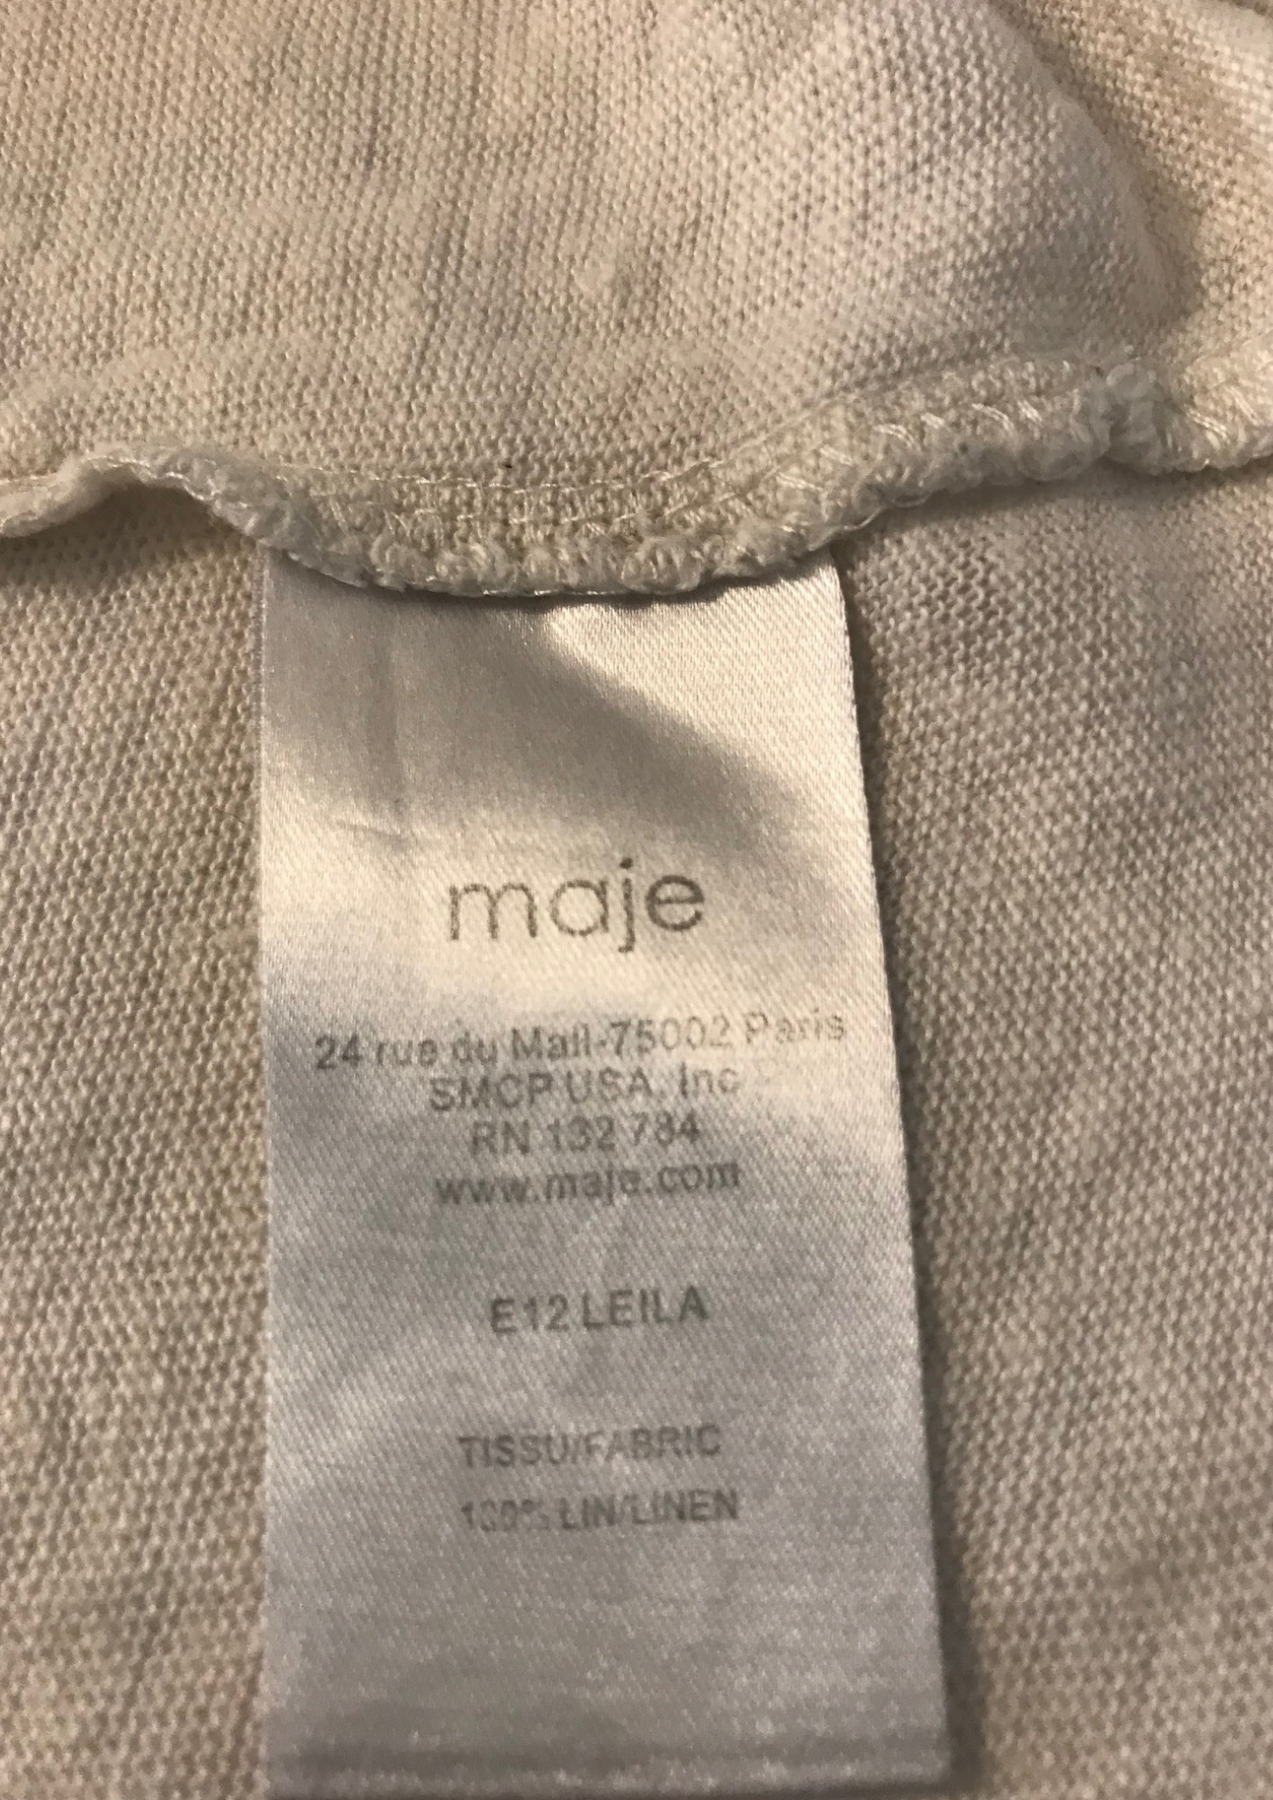 maje
24 rue du Mail-75002 Paris
SMCP USA, Inc
RN 132 784
www.maje.com
E12 LEILA
TISSU/FABRIC
100% LIN/LINEN